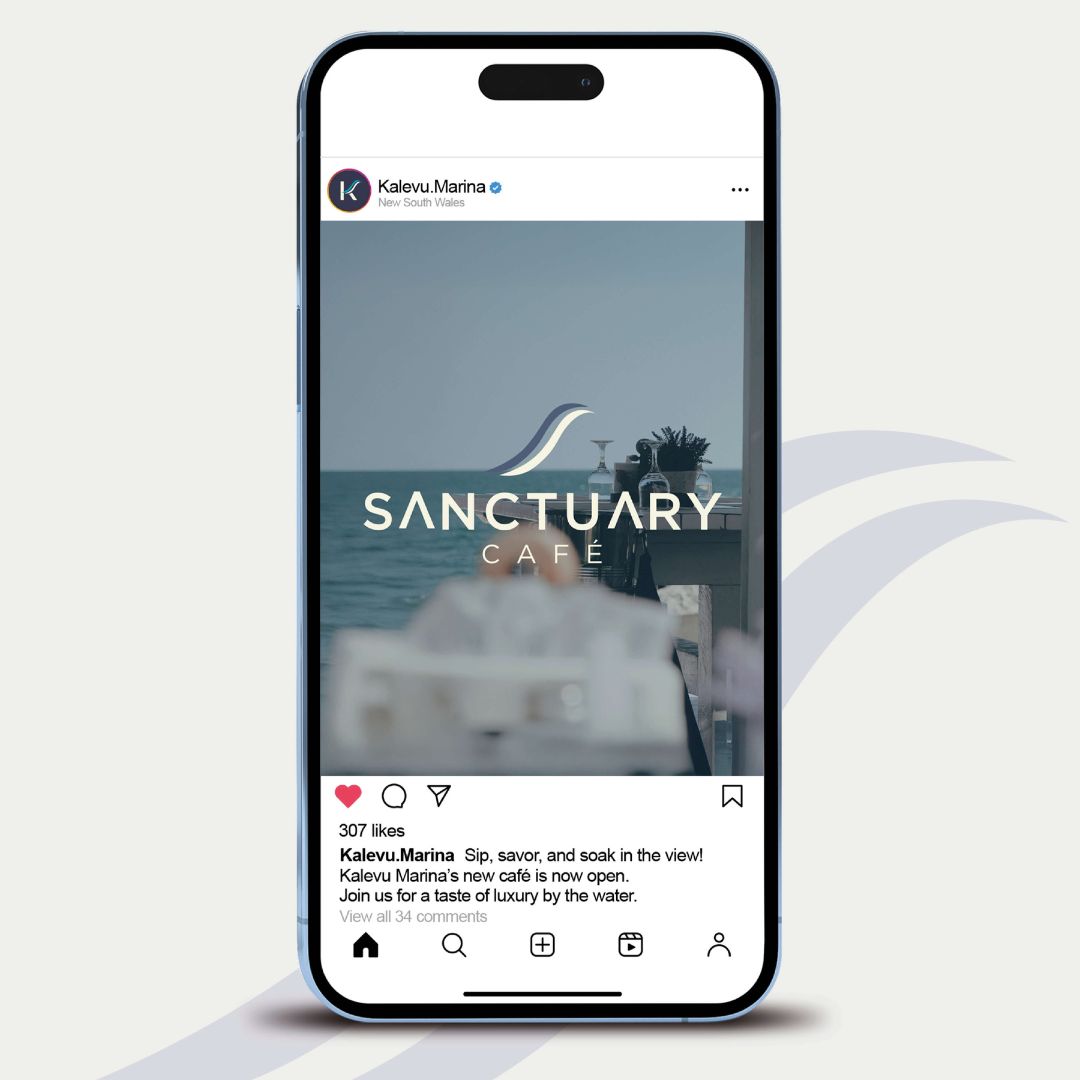 Kalevu.Marina
New South Wales
SANCTUARY
CAFÉ
307 likes
Kalevu.Marina Sip, savor, and soak in the view!
Kalevu Marina’s new café is now open.
Join us for a taste of luxury by the water.
View all 34 comments